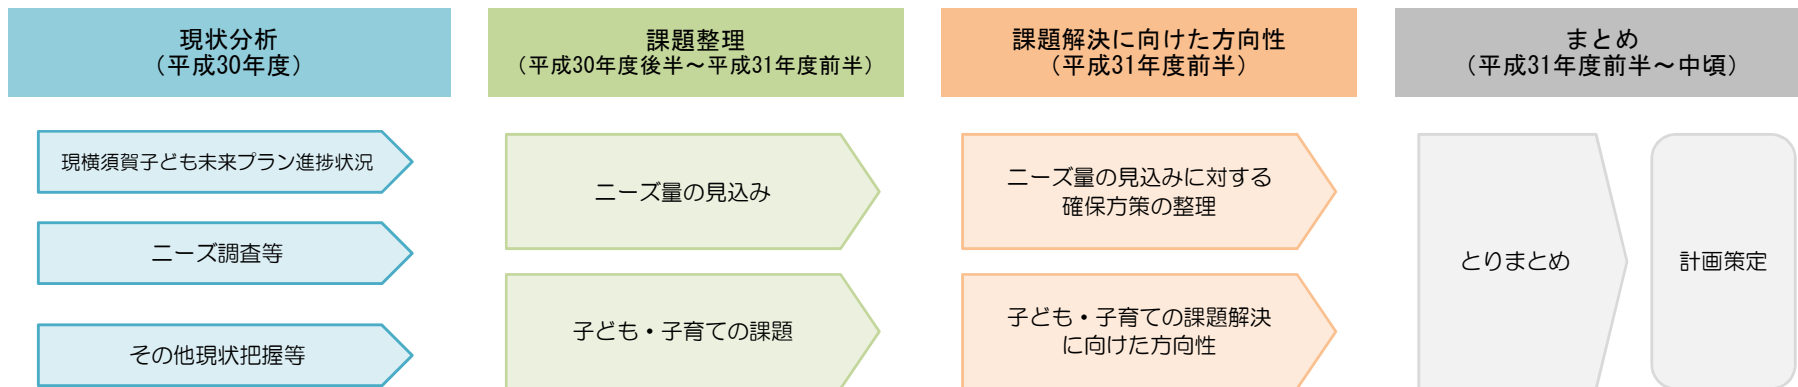 現状分析
（平成30年度）
現横須賀子ども未来プラン進捗状況
ニーズ調査等
その他現状把握等
課題整理
（平成30年度後半～平成31年度前半）
ニーズ量の見込み
子ども・子育ての課題
課題解決に向けた方向性
（平成31年度前半）
ニーズ量の見込みに対する
確保方策の整理
子ども・子育ての課題解決
に向けた方向性
まとめ
（平成31年度前半～中頃）
とりまとめ
計画策定